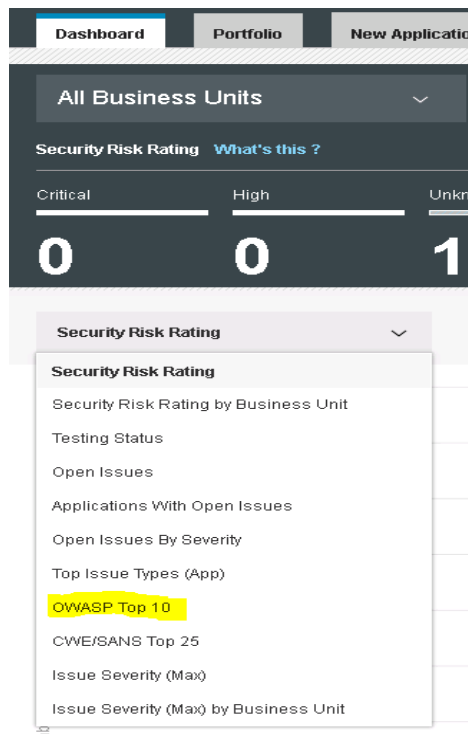 Dashboard Portfolio New Applicatio
All Business Units
Security Risk Rating What's this ?
Critical High Unkn
0 0 1
Security Risk Rating
Security Risk Rating
Security Risk Rating by Business Unit
Testing Status
Open Issues
Applications With Open Issues
Open Issues By Severity
Top Issue Types (App)
OWASP Top 10
CWE/SANS Top 25
Issue Severity (Max)
Issue Severity (Max) by Business Unit